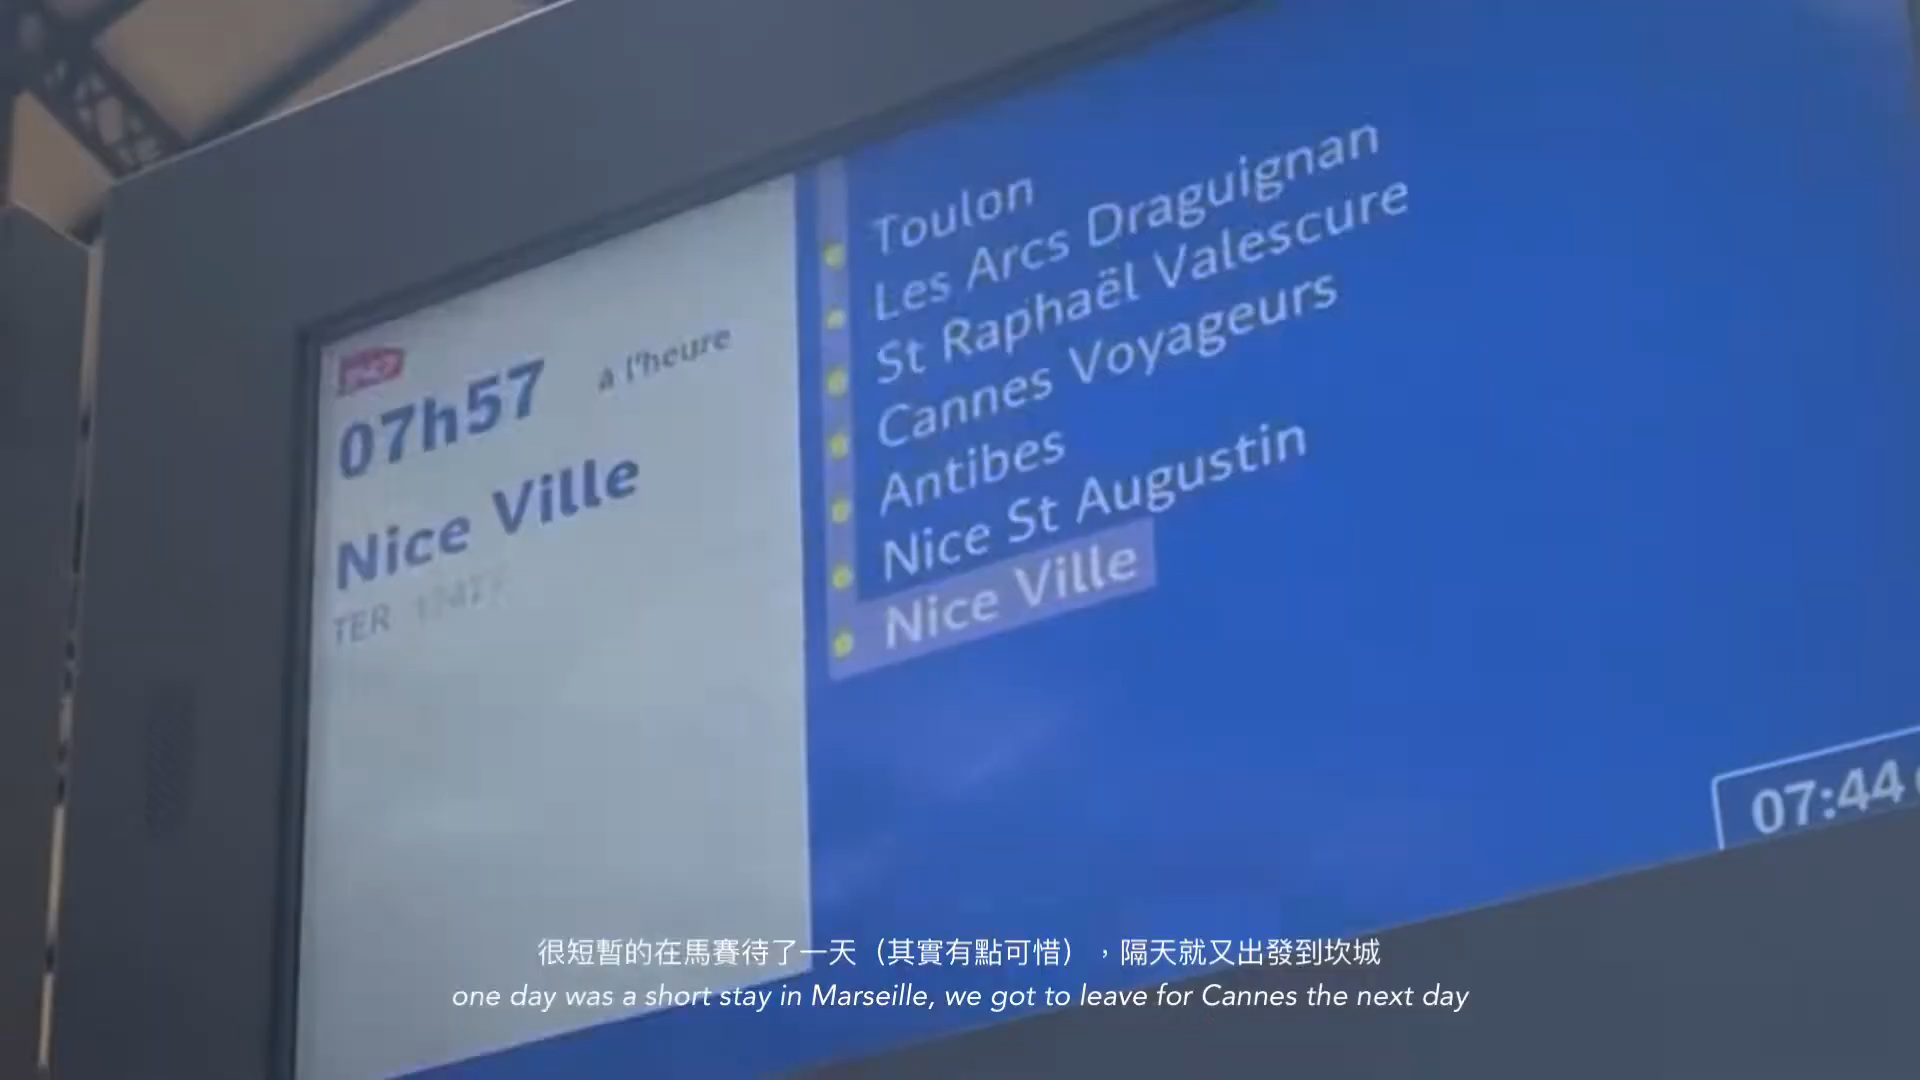 SNCF
07h57 à l'heure
Nice Ville
TER
Toulon
Les Arcs Draguignan
St Raphaël Valescure
Cannes Voyageurs
Antibes
Nice St Augustin
Nice Ville
07:44
很短暫的在馬賽待了一天（其實有點可惜），隔天就又出發到坎城
one day was a short stay in Marseille, we got to leave for Cannes the next day